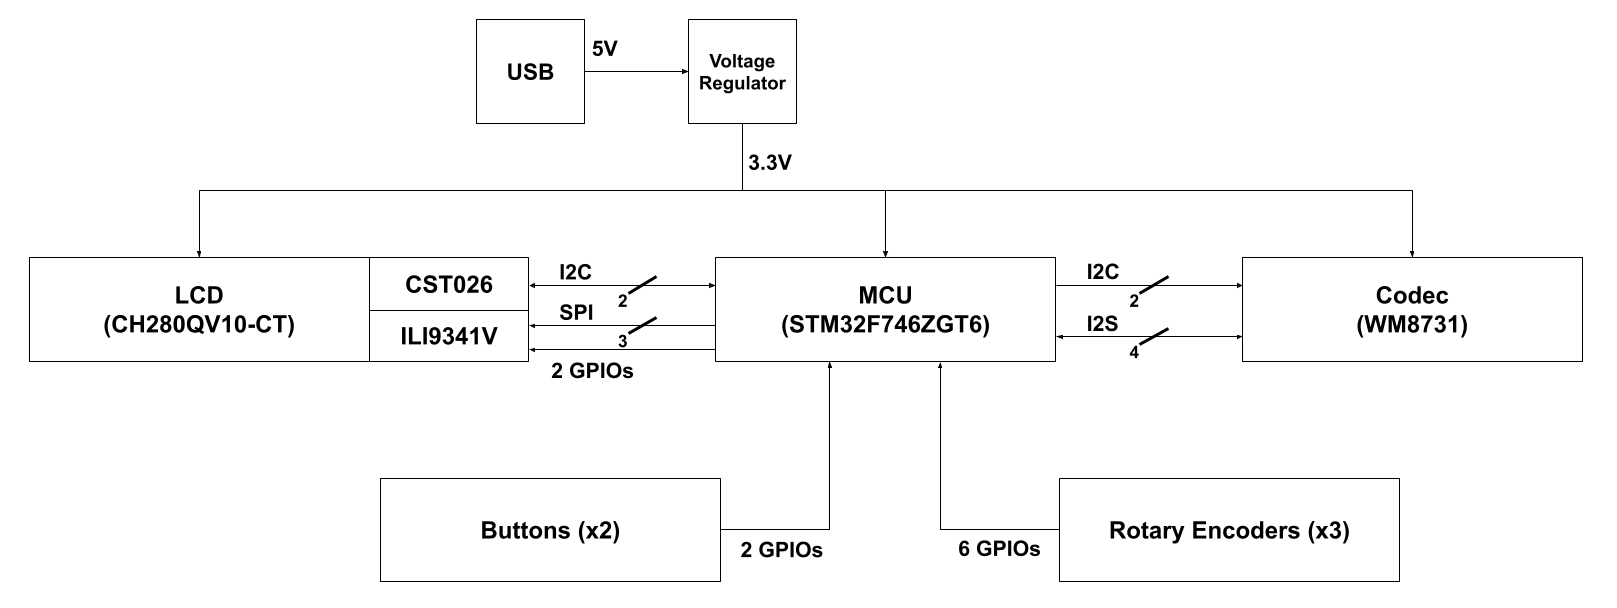 USB
5V
Voltage
Regulator
3.3V
LCD
(CH280QV10-CT)
CST026
ILI9341V
I2C
2
SPI
3
2 GPIOs
MCU
(STM32F746ZGT6)
I2C
2
I2S
4
Codec
(WM8731)
Buttons (x2)
2 GPIOs
6 GPIOs
Rotary Encoders (x3)